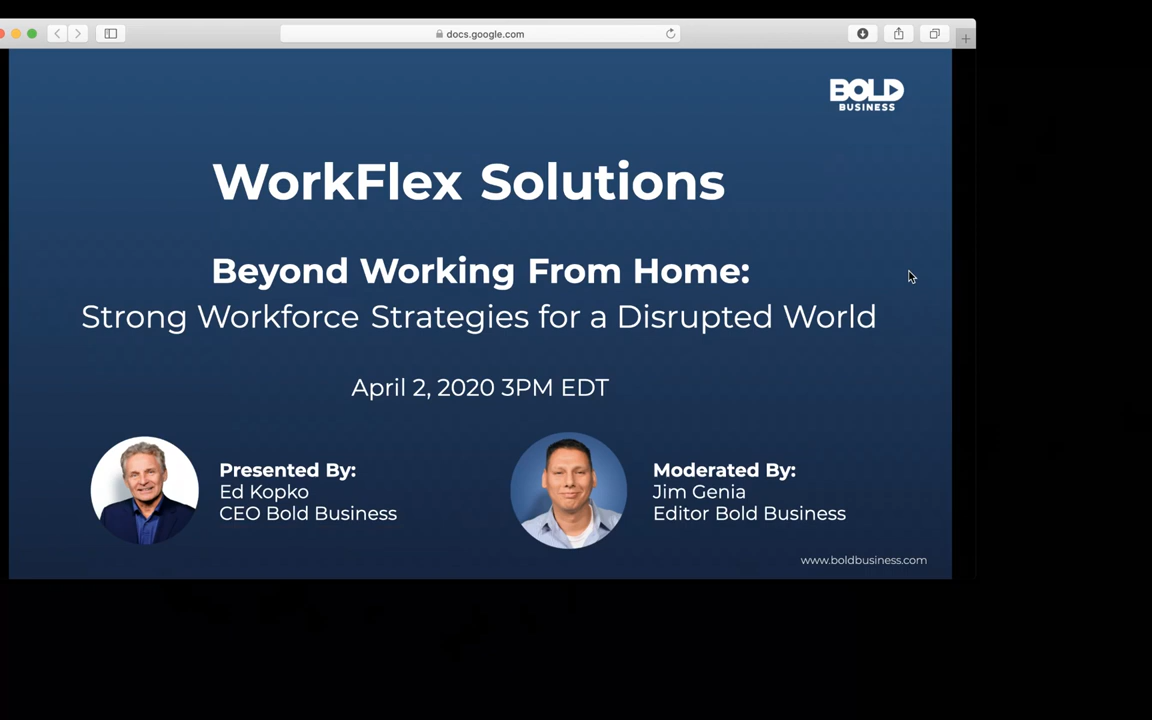 docs.google.com
BOLD
BUSINESS
WorkFlex Solutions
Beyond Working From Home:
Strong Workforce Strategies for a Disrupted World
April 2, 2020 3PM EDT
Presented By:
Ed Kopko
CEO Bold Business
Moderated By:
Jim Genia
Editor Bold Business
www.boldbusiness.com